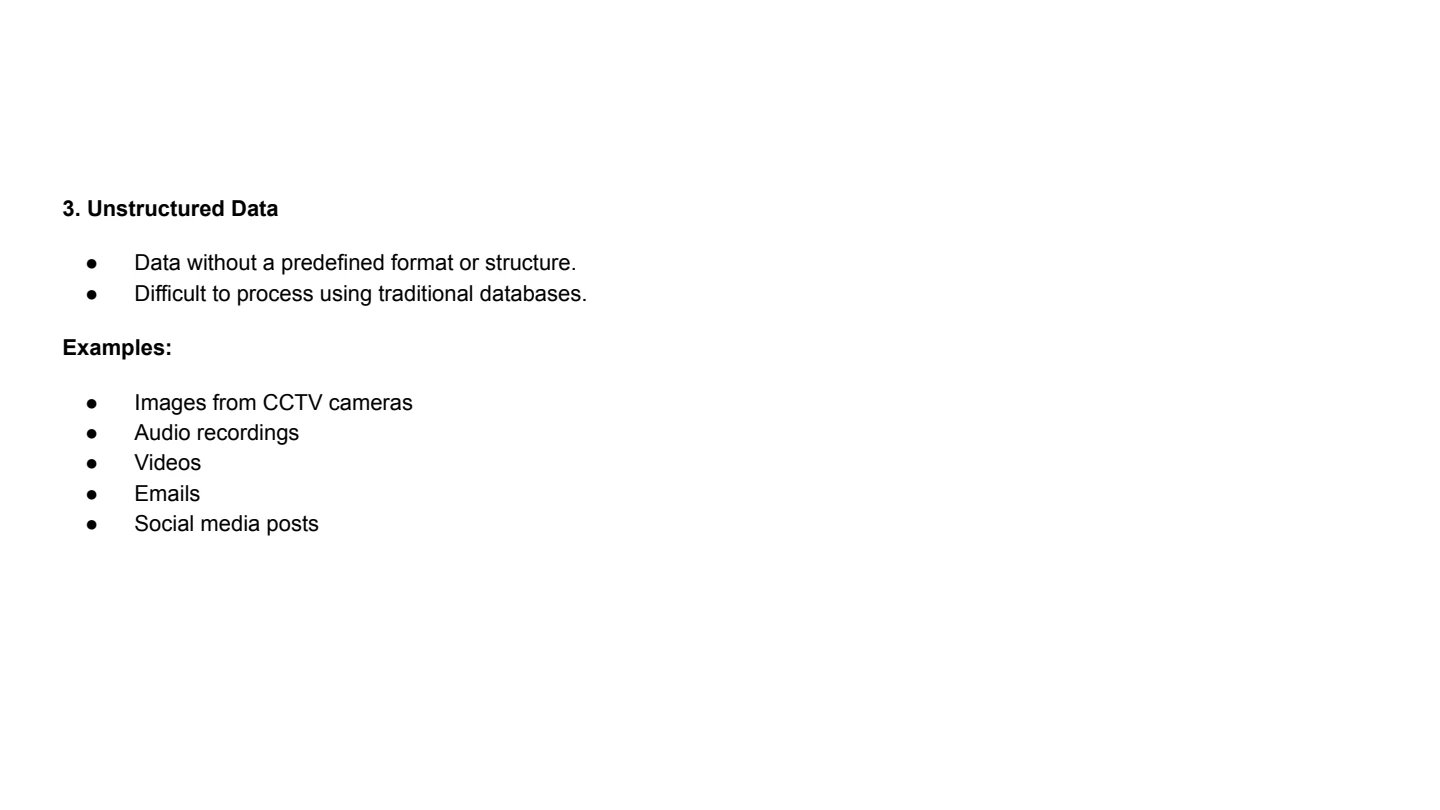 3. Unstructured Data
● Data without a predefined format or structure.
● Difficult to process using traditional databases.
Examples:
● Images from CCTV cameras
● Audio recordings
● Videos
● Emails
● Social media posts